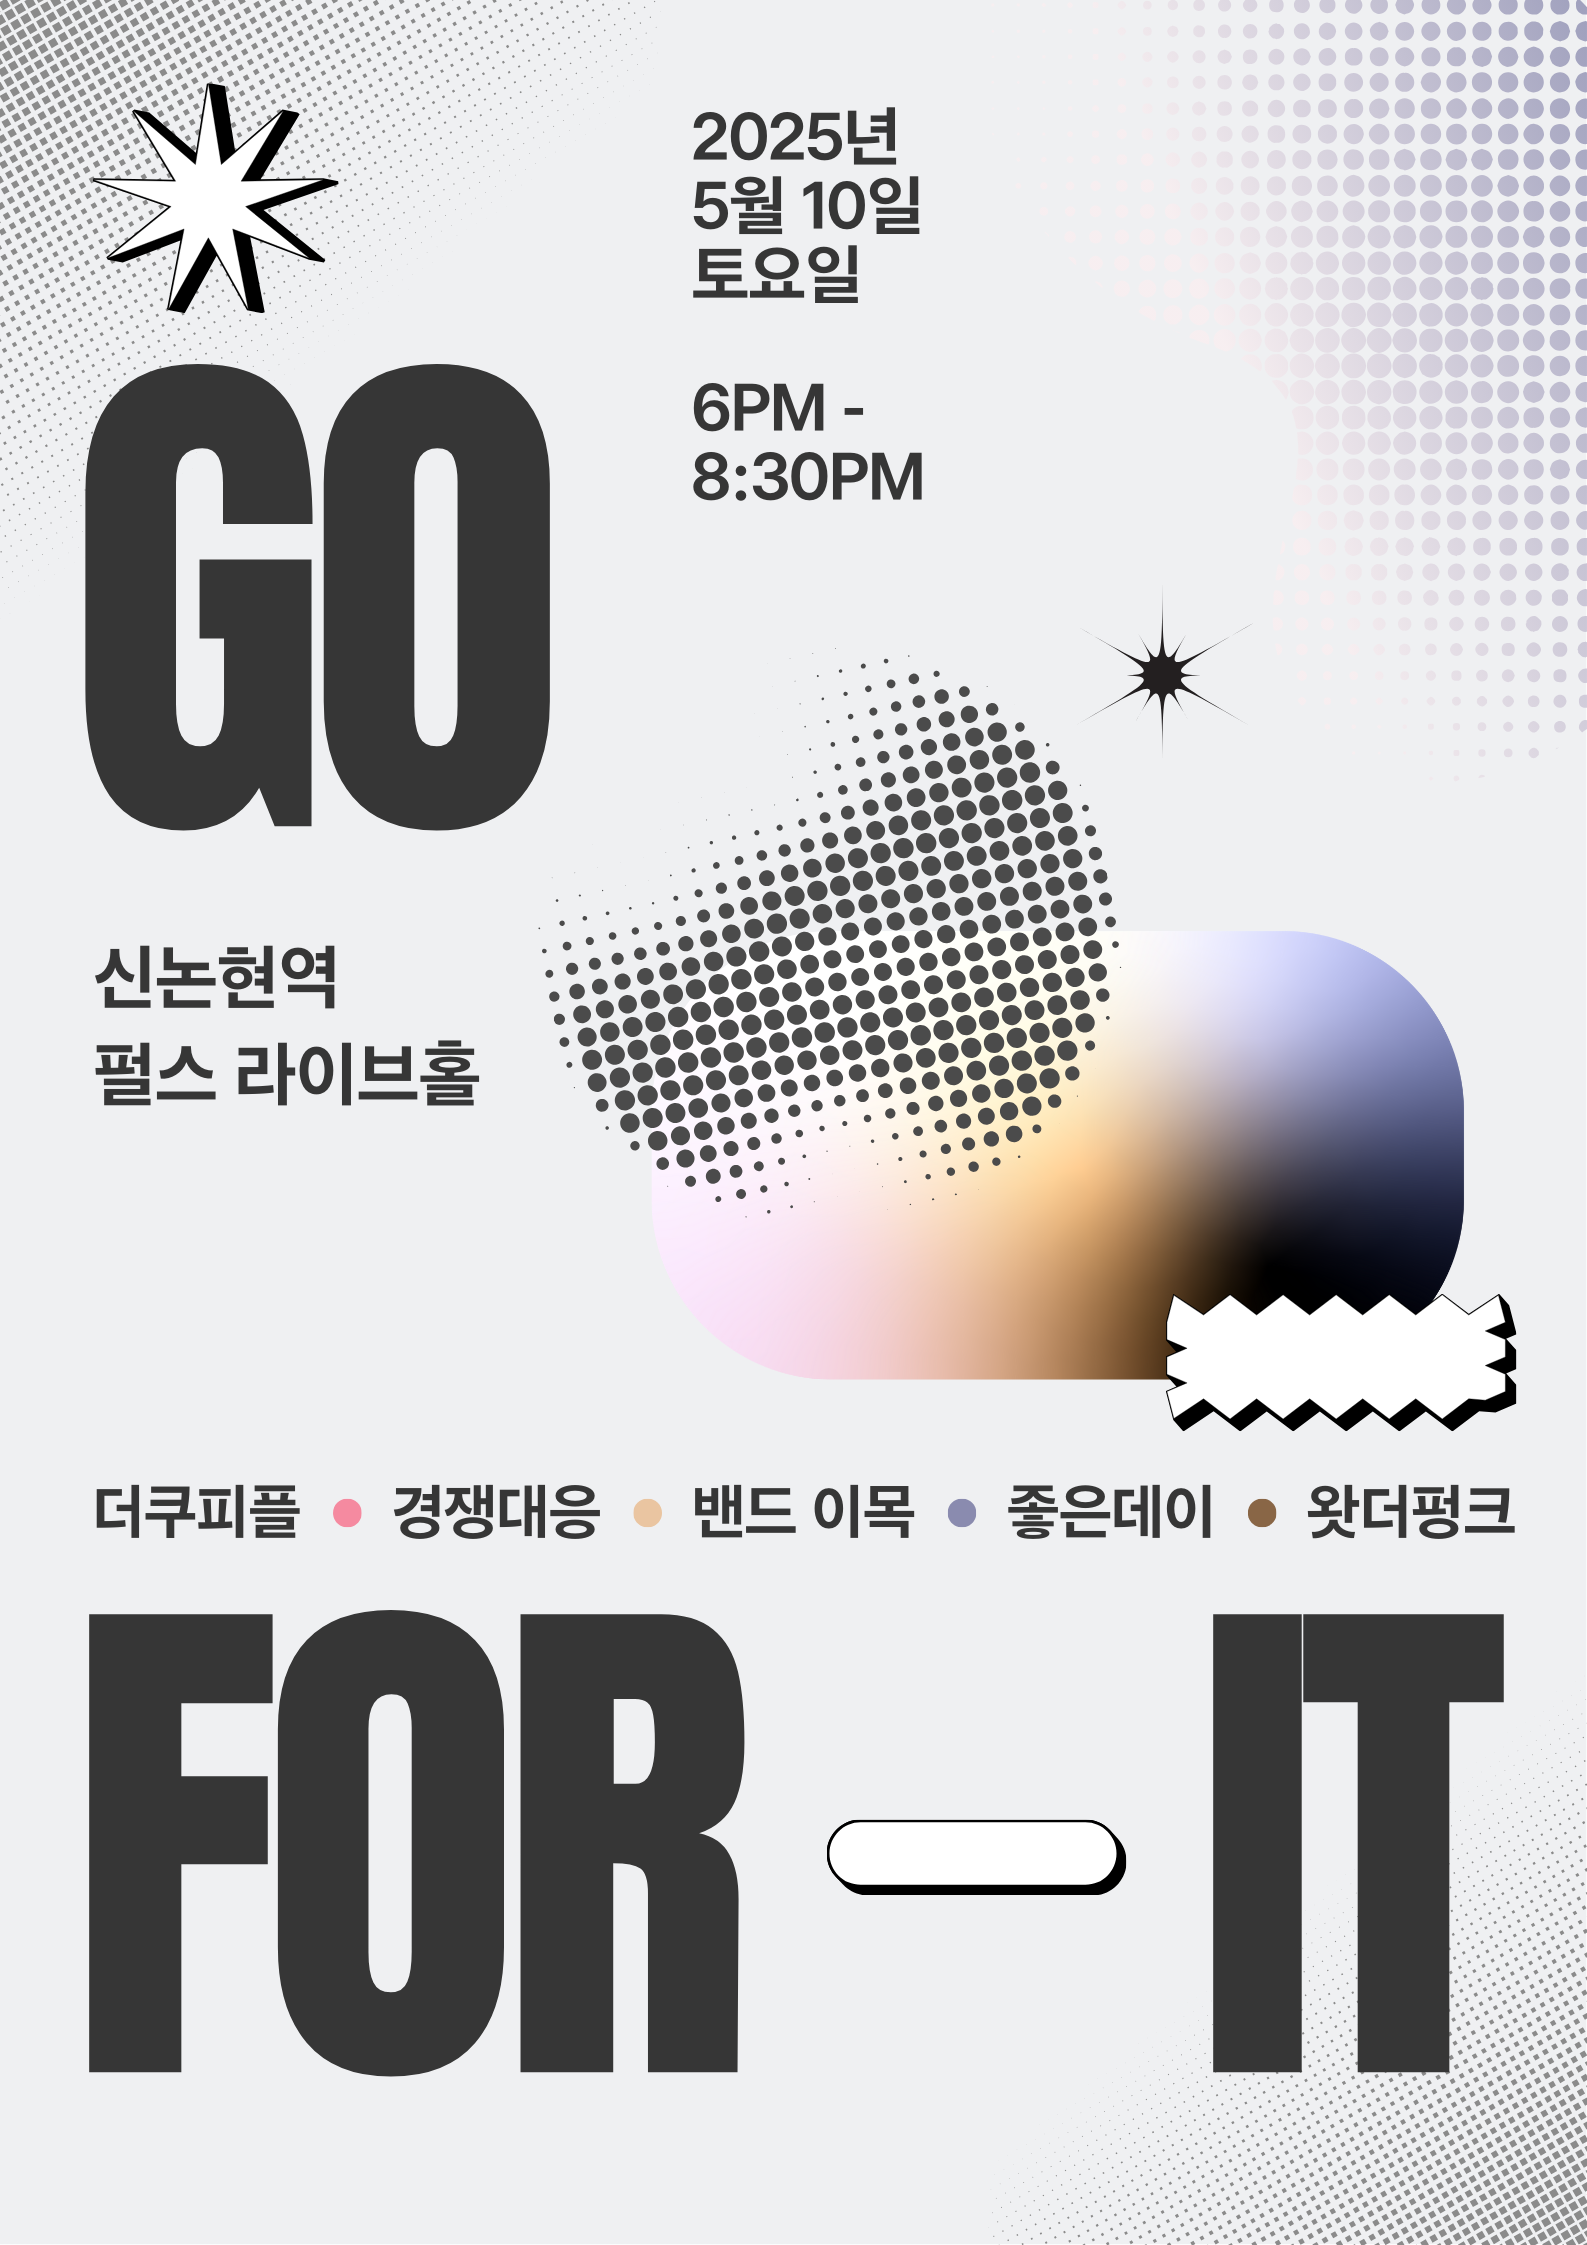 2025년
5월 10일
토요일
6PM -
8:30PM
GO
신논현역
펄스 라이브홀
더쿠피플 ● 경쟁대응 ● 밴드 이목 ● 좋은데이 ● 왓더펑크
FOR — IT